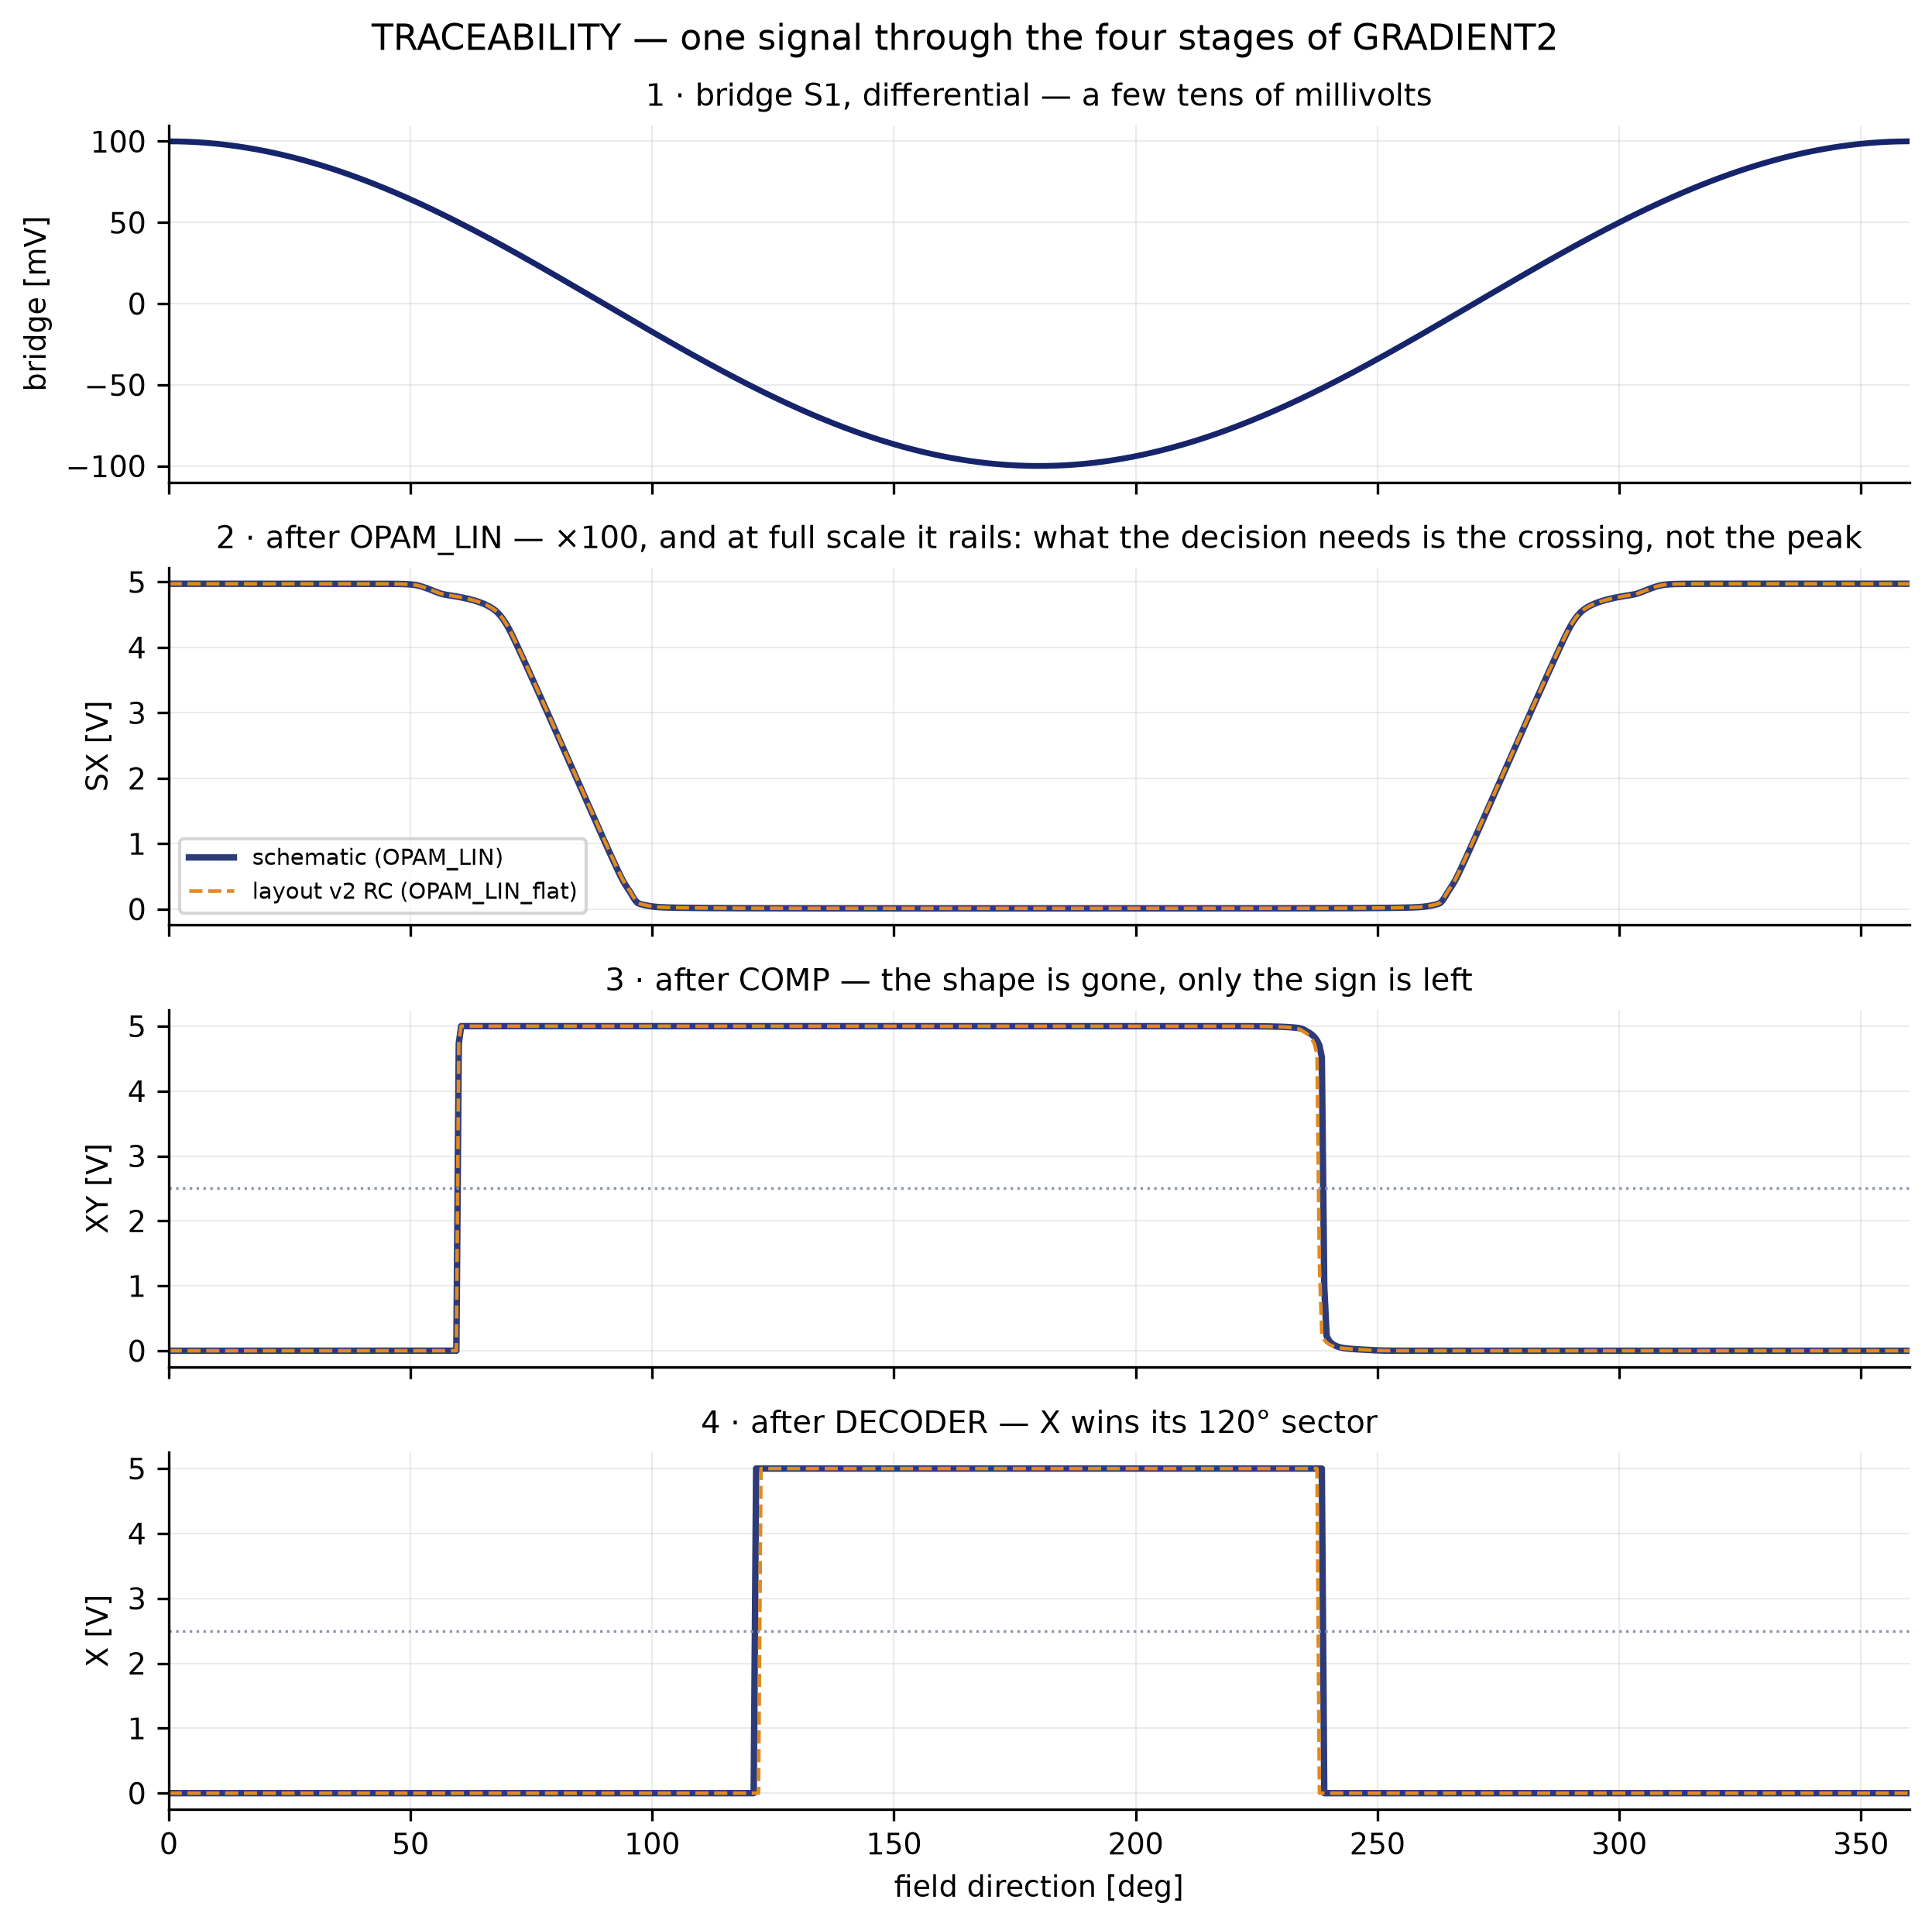 TRACEABILITY — one signal through the four stages of GRADIENT2
1 · bridge S1, differential — a few tens of millivolts
100
50
0
−50
−100
bridge [mV]
2 · after OPAM_LIN — ×100, and at full scale it rails: what the decision needs is the crossing, not the peak
5
4
3
2
1
0
SX [V]
schematic (OPAM_LIN)
layout v2 RC (OPAM_LIN_flat)
3 · after COMP — the shape is gone, only the sign is left
5
4
3
2
1
0
XY [V]
4 · after DECODER — X wins its 120° sector
5
4
3
2
1
0
X [V]
0 50 100 150 200 250 300 350
field direction [deg]